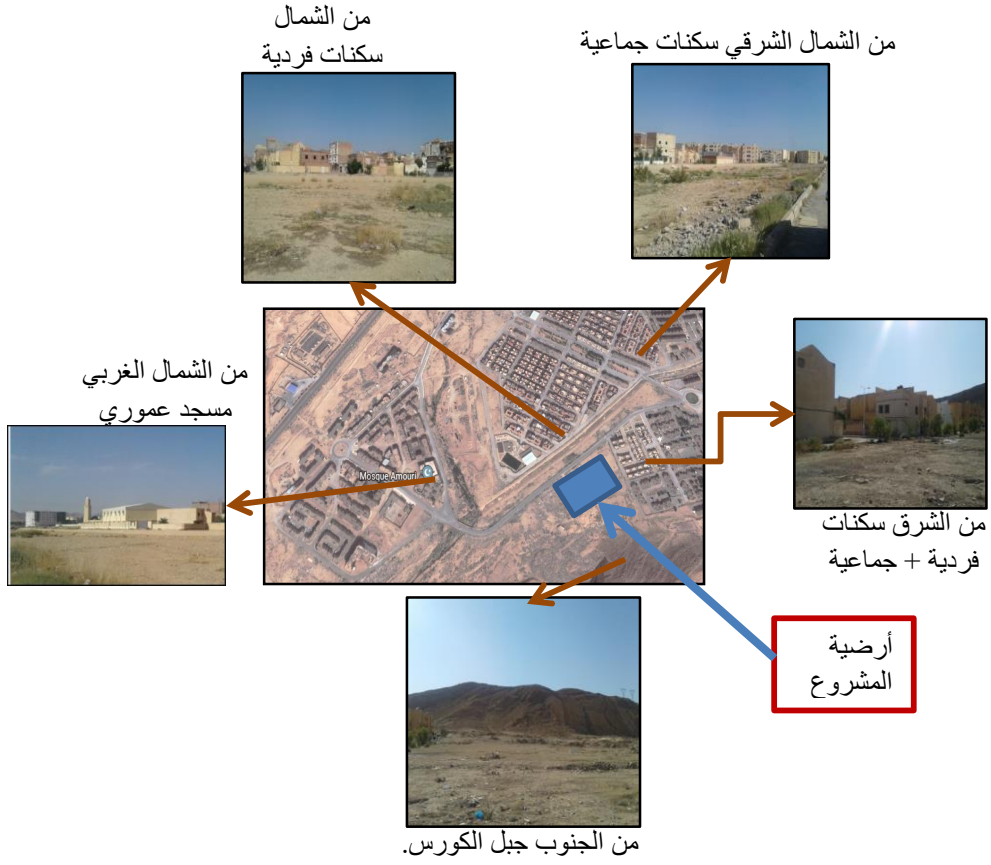 من الشمال
سكنات فردية
من الشمال الشرقي سكنات جماعية
من الشمال الغربي
مسجد عموري
Mosque Amouri
من الشرق سكنات
فردية + جماعية
أرضية
المشروع
من الجنوب جبل الكورس.